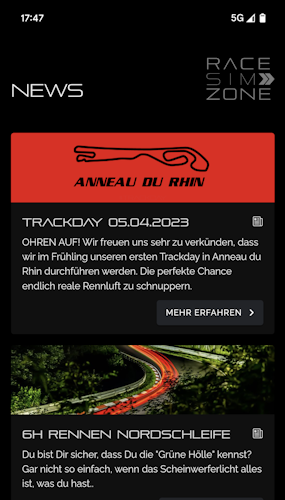 17:47
5G
RACE
SIM
ZONE
NEWS
ANNEAU DU RHIN
TRACKDAY 05.04.2023
OHREN AUF! Wir freuen uns sehr zu verkünden, dass
wir im Frühling unseren ersten Trackday in Anneau du
Rhin durchführen werden. Die perfekte Chance
endlich reale Rennluft zu schnuppern.
MEHR ERFAHREN
6H RENNEN NORDSCHLEIFE
Du bist Dir sicher, dass Du die "Grüne Hölle" kennst?
Gar nicht so einfach, wenn das Scheinwerferlicht alles
ist, was du hast..